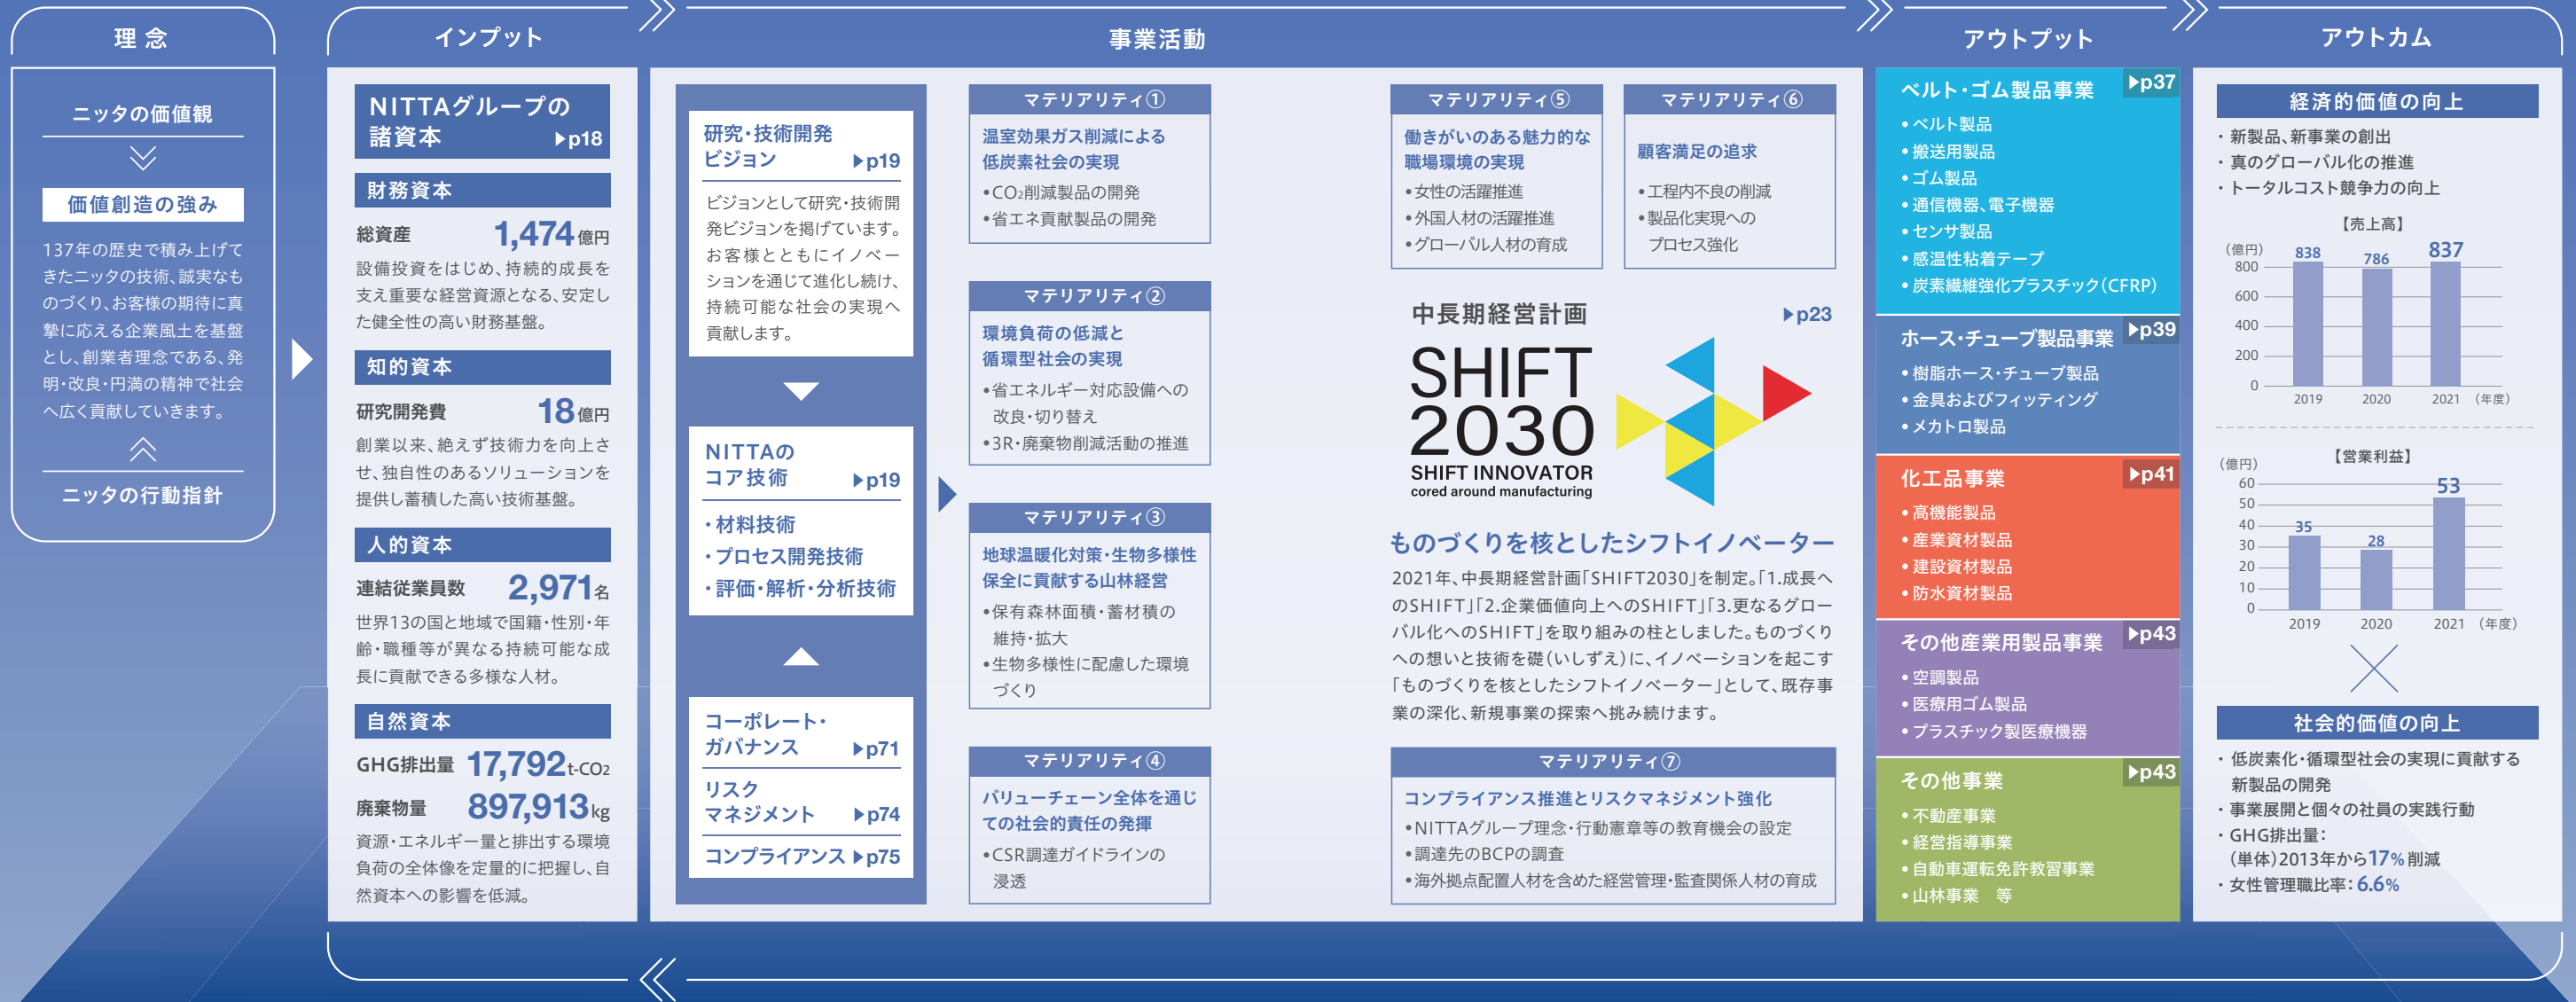 理念
ニッタの価値観
価値創造の強み
137年の歴史で積み上げて
きたニッタの技術、誠実なも
のづくり、お客様の期待に真
摯に応える企業風土を基盤
とし、創業者理念である、発
明・改良・円満の精神で社会
へ広く貢献していきます。
ニッタの行動指針
インプット
NITTAグループの
諸資本 ▶p18
財務資本
総資産 1,474億円
設備投資をはじめ、持続的成長を
支え重要な経営資源となる、安定し
た健全性の高い財務基盤。
知的資本
研究開発費 18億円
創業以来、絶えず技術力を向上さ
せ、独自性のあるソリューションを
提供し蓄積した高い技術基盤。
人的資本
連結従業員数 2,971名
世界13の国と地域で国籍・性別・年
齢・職種等が異なる持続可能な成
長に貢献できる多様な人材。
自然資本
GHG排出量 17,792t-CO2
廃棄物量 897,913kg
資源・エネルギー量と排出する環境
負荷の全体像を定量的に把握し、自
然資本への影響を低減。
事業活動
研究・技術開発
ビジョン ▶p19
ビジョンとして研究・技術開
発ビジョンを掲げています。
お客様とともにイノベー
ションを通じて進化し続け、
持続可能な社会の実現へ
貢献します。
NITTAの
コア技術 ▶p19
・材料技術
・プロセス開発技術
・評価・解析・分析技術
コーポレート・
ガバナンス ▶p71
リスク
マネジメント ▶p74
コンプライアンス ▶p75
マテリアリティ①
温室効果ガス削減による
低炭素社会の実現
•CO2削減製品の開発
•省エネ貢献製品の開発
マテリアリティ②
環境負荷の低減と
循環型社会の実現
•省エネルギー対応設備への
改良・切り替え
•3R・廃棄物削減活動の推進
マテリアリティ③
地球温暖化対策・生物多様性
保全に貢献する山林経営
•保有森林面積・蓄材積の
維持・拡大
•生物多様性に配慮した環境
づくり
マテリアリティ④
バリューチェーン全体を通じ
ての社会的責任の発揮
•CSR調達ガイドラインの
浸透
マテリアリティ⑤
働きがいのある魅力的な
職場環境の実現
•女性の活躍推進
•外国人材の活躍推進
•グローバル人材の育成
マテリアリティ⑥
顧客満足の追求
•工程内不良の削減
•製品化実現への
プロセス強化
中長期経営計画 ▶p23
SHIFT
2030
SHIFT INNOVATOR
cored around manufacturing
ものづくりを核としたシフトイノベーター
2021年、中長期経営計画「SHIFT2030」を制定。「1.成長へ
のSHIFT」「2.企業価値向上へのSHIFT」「3.更なるグロー
バル化へのSHIFT」を取り組みの柱としました。ものづくり
への想いと技術を礎（いしずえ）に、イノベーションを起こす
「ものづくりを核としたシフトイノベーター」として、既存事
業の深化、新規事業の探索へ挑み続けます。
マテリアリティ⑦
コンプライアンス推進とリスクマネジメント強化
•NITTAグループ理念・行動憲章等の教育機会の設定
•調達先のBCPの調査
•海外拠点配置人材を含めた経営管理・監査関係人材の育成
アウトプット
ベルト・ゴム製品事業 ▶p37
•ベルト製品
•搬送用製品
•ゴム製品
•通信機器、電子機器
•センサ製品
•感温性粘着テープ
•炭素繊維強化プラスチック（CFRP）
ホース・チューブ製品事業 ▶p39
•樹脂ホース・チューブ製品
•金具およびフィッティング
•メカトロ製品
化工品事業 ▶p41
•高機能製品
•産業資材製品
•建設資材製品
•防水資材製品
その他産業用製品事業 ▶p43
•空調製品
•医療用ゴム製品
•プラスチック製医療機器
その他事業 ▶p43
•不動産事業
•経営指導事業
•自動車運転免許教習事業
•山林事業　等
アウトカム
経済的価値の向上
・新製品、新事業の創出
・真のグローバル化の推進
・トータルコスト競争力の向上
【売上高】
（億円）
838 786 837
800
600
400
200
0
2019 2020 2021 （年度）
【営業利益】
（億円）
60
50
40
30
20
10
0
35 28 53
2019 2020 2021 （年度）
社会的価値の向上
・低炭素化・循環型社会の実現に貢献する
新製品の開発
・事業展開と個々の社員の実践行動
・GHG排出量：
（単体）2013年から17%削減
・女性管理職比率：6.6%